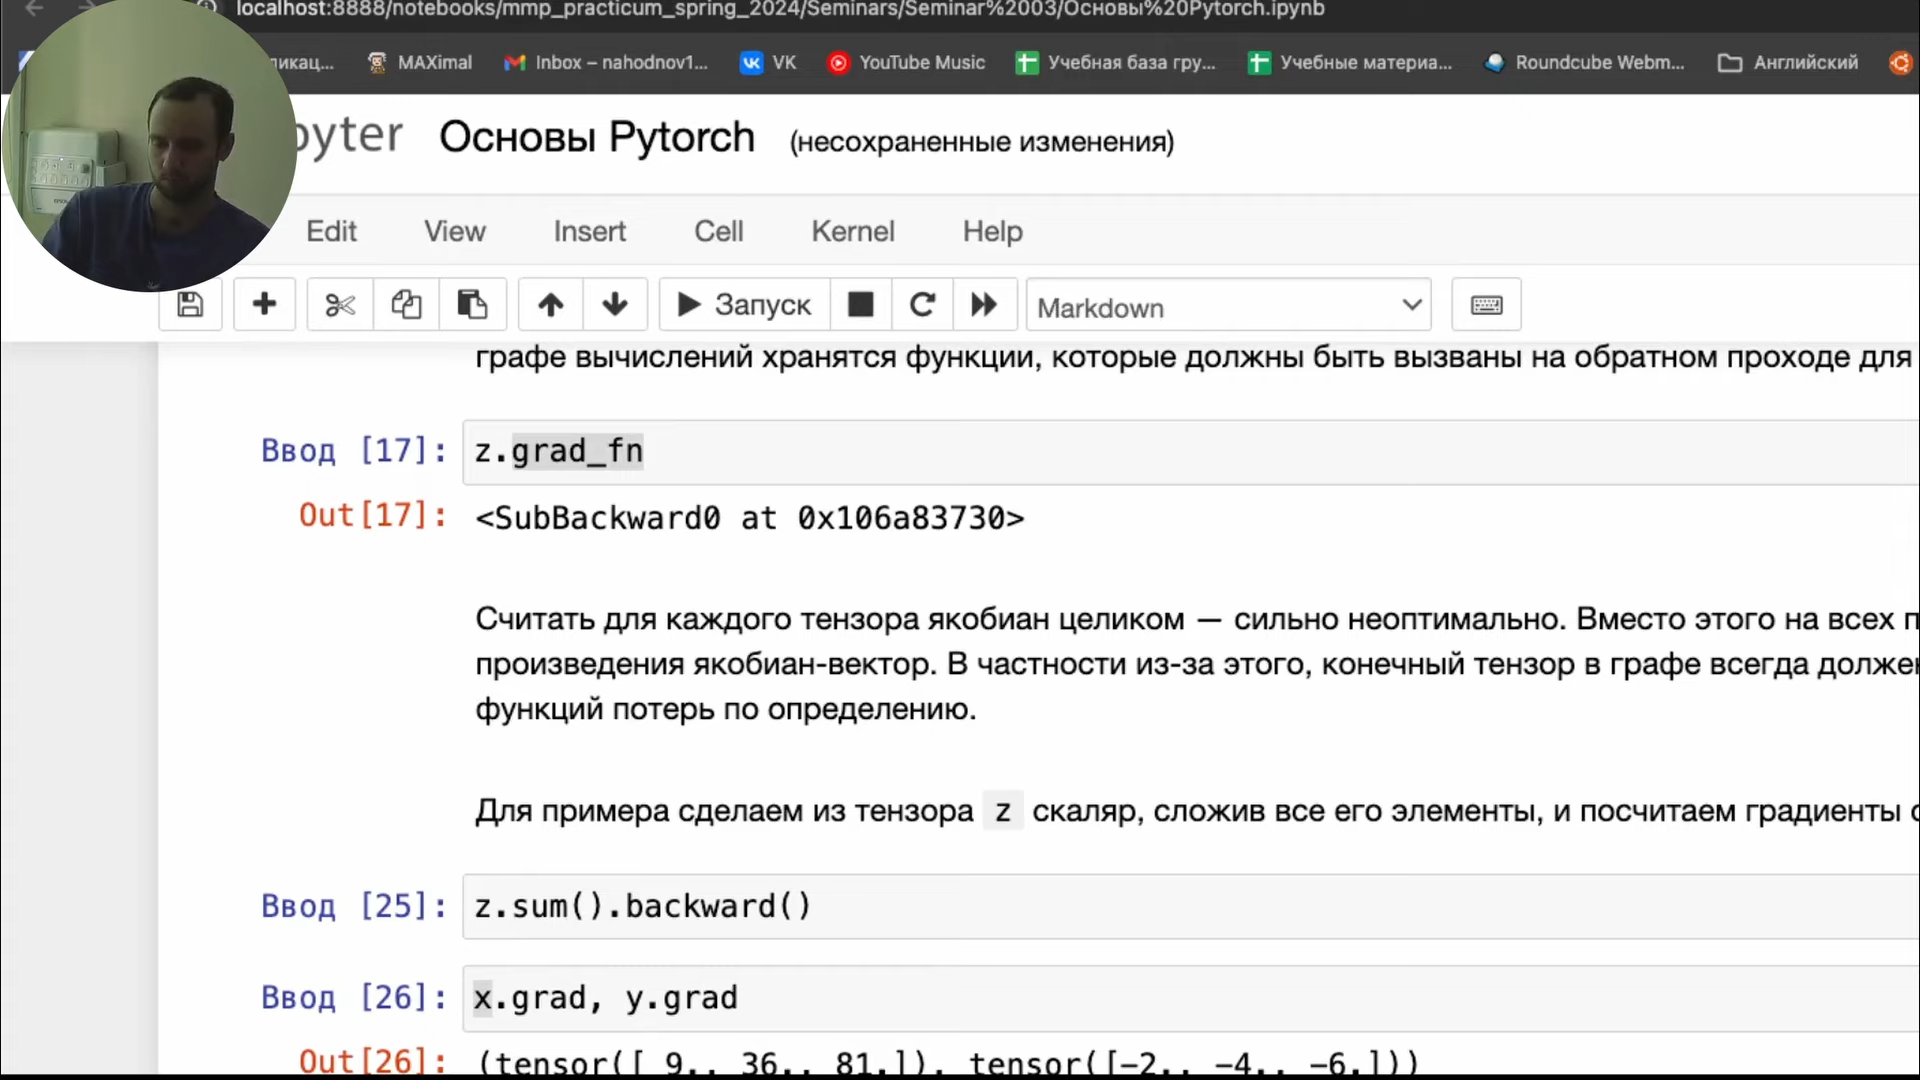 localhost:8888/notebooks/mmp_practicum_spring_2024/Seminars/Seminar%2003/Основы%20Pytorch.ipynb
ликац... MAXimal Inbox – nahodnov1... VK YouTube Music Учебная база гру... Учебные материа... Roundcube Webm... Английский
pyter Основы Pytorch (несохраненные изменения)
Edit View Insert Cell Kernel Help
Запуск Markdown
графе вычислений хранятся функции, которые должны быть вызваны на обратном проходе для
Ввод [17]: z.grad_fn
Out[17]: <SubBackward0 at 0x106a83730>
Считать для каждого тензора якобиан целиком — сильно неоптимально. Вместо этого на всех п
произведения якобиан-вектор. В частности из-за этого, конечный тензор в графе всегда должен
функций потерь по определению.
Для примера сделаем из тензора z скаляр, сложив все его элементы, и посчитаем градиенты с
Ввод [25]: z.sum().backward()
Ввод [26]: x.grad, y.grad
Out[26]: (tensor([ 9., 36., 81.]), tensor([-2., -4., -6.]))